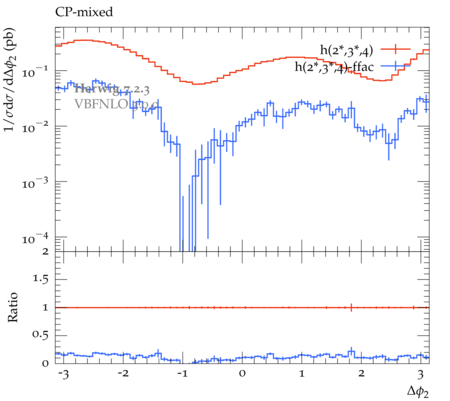 CP-mixed
1/σdσ/dΔϕ₂ (pb)
h(2*,3*,4)
h(2*,3*,4)-ffac
Herwig 7.2.3
VBFNLO
10⁻¹
10⁻²
10⁻³
10⁻⁴
Ratio
2
1.5
1
0.5
0
-3 -2 -1 0 1 2 3
Δϕ₂